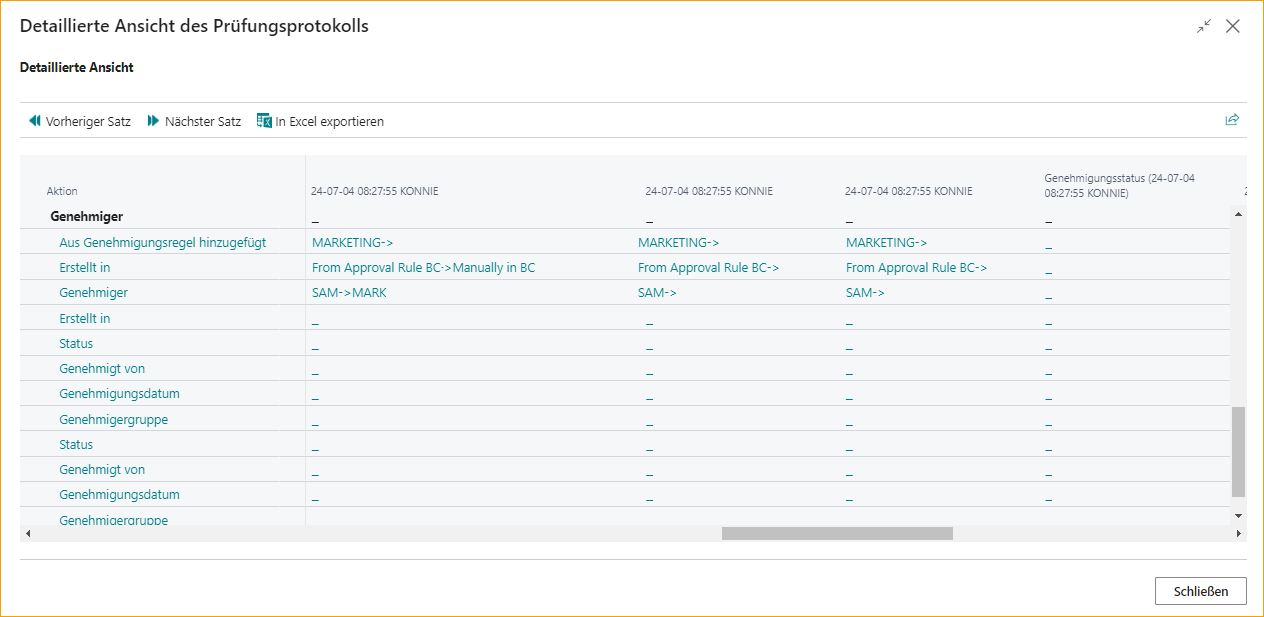 Detaillierte Ansicht des Prüfungsprotokolls
Detaillierte Ansicht
Vorheriger Satz Nächster Satz In Excel exportieren
Aktion 24-07-04 08:27:55 KONNIE 24-07-04 08:27:55 KONNIE 24-07-04 08:27:55 KONNIE Genehmigungsstatus (24-07-04
08:27:55 KONNIE)
Genehmiger _ _ _ _
Aus Genehmigungsregel hinzugefügt MARKETING-> MARKETING-> MARKETING-> _
Erstellt in From Approval Rule BC->Manually in BC From Approval Rule BC-> From Approval Rule BC-> _
Genehmiger SAM->MARK SAM-> SAM-> _
Erstellt in _ _ _ _
Status _ _ _ _
Genehmigt von _ _ _ _
Genehmigungsdatum _ _ _ _
Genehmigergruppe _ _ _ _
Status _ _ _ _
Genehmigt von _ _ _ _
Genehmigungsdatum _ _ _ _
Genehmigergruppe
Schließen